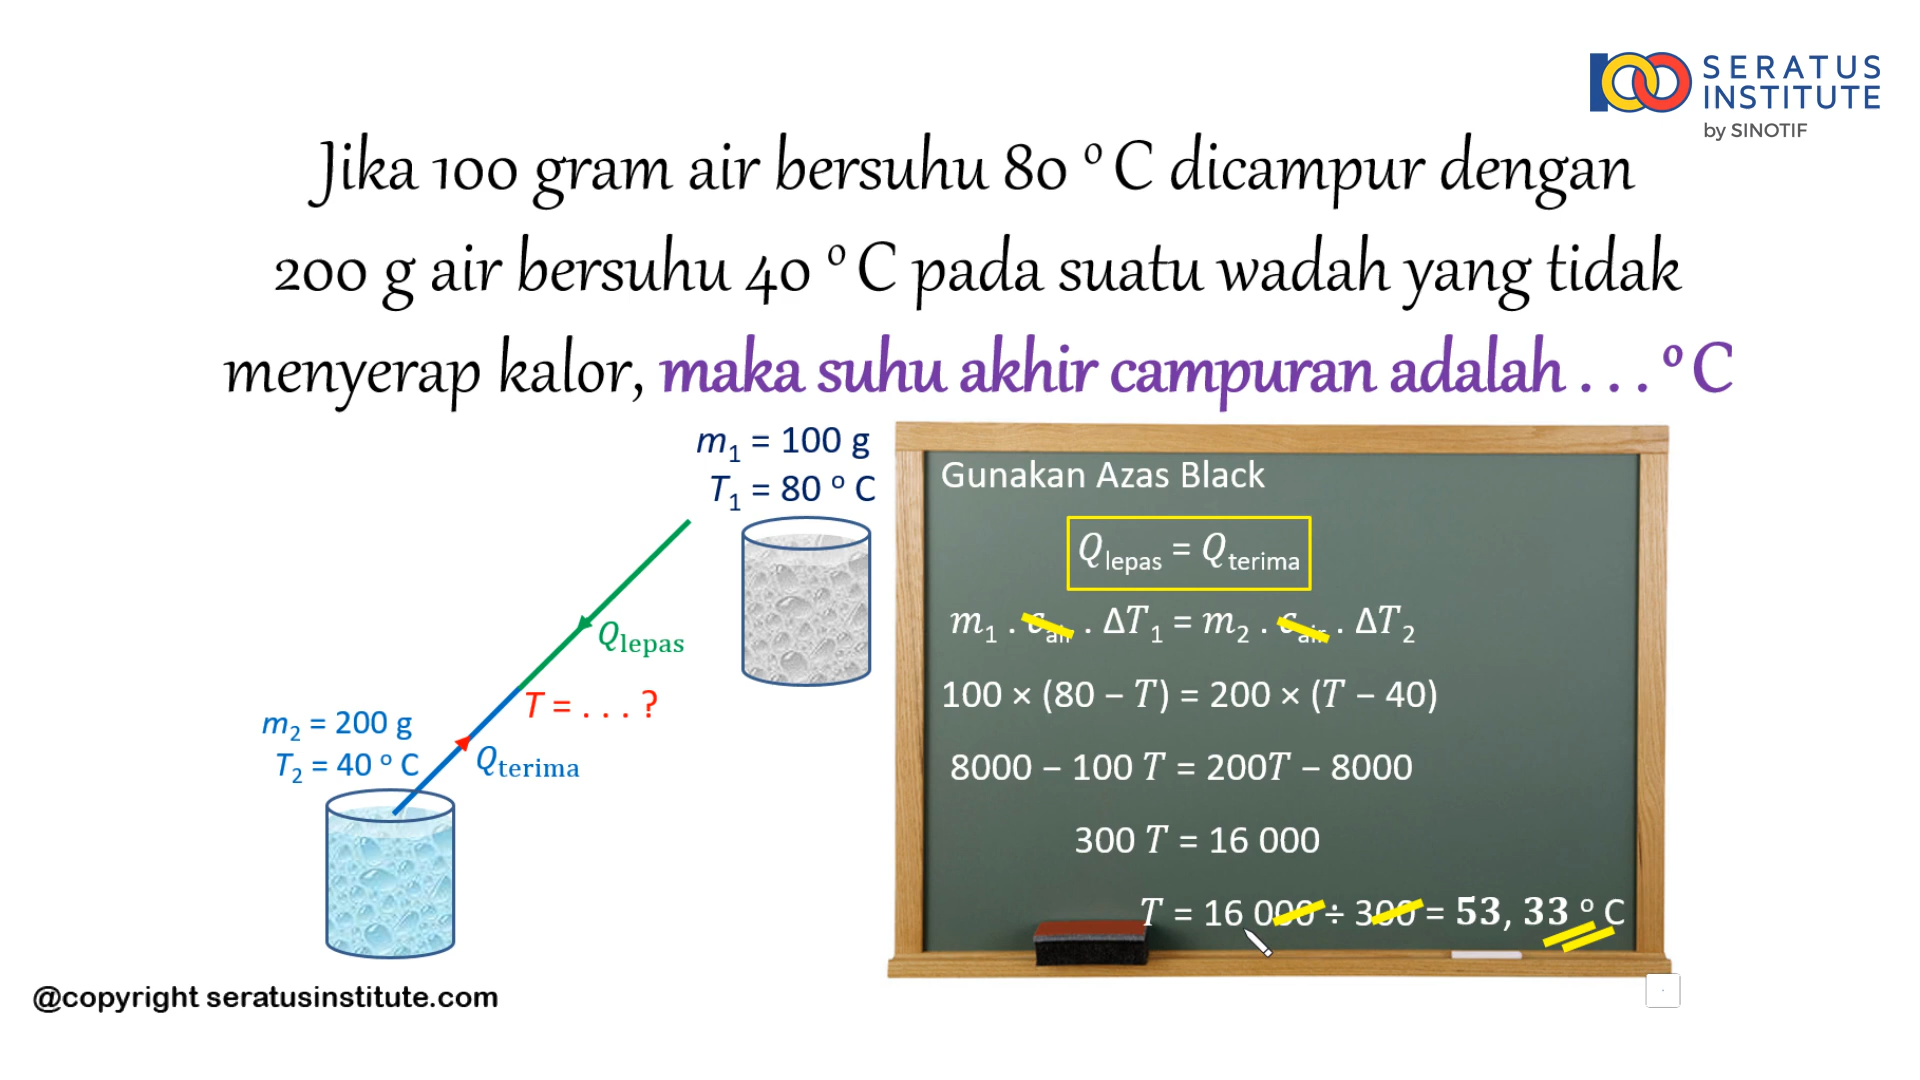 SERATUS
INSTITUTE
by SINOTIF
Jika 100 gram air bersuhu 80 ° C dicampur dengan
200 g air bersuhu 40 ° C pada suatu wadah yang tidak
menyerap kalor, maka suhu akhir campuran adalah . . . ° C
m₁ = 100 g
T₁ = 80 ° C
Q lepas
T = . . . ?
m₂ = 200 g
T₂ = 40 ° C
Q terima
Gunakan Azas Black
Q lepas = Q terima
m₁ . c air . ΔT₁ = m₂ . c air . ΔT₂
100 × (80 − T) = 200 × (T − 40)
8000 − 100 T = 200T − 8000
300 T = 16 000
T = 16 000 ÷ 300 = 53, 33 ° C
@copyright seratusinstitute.com